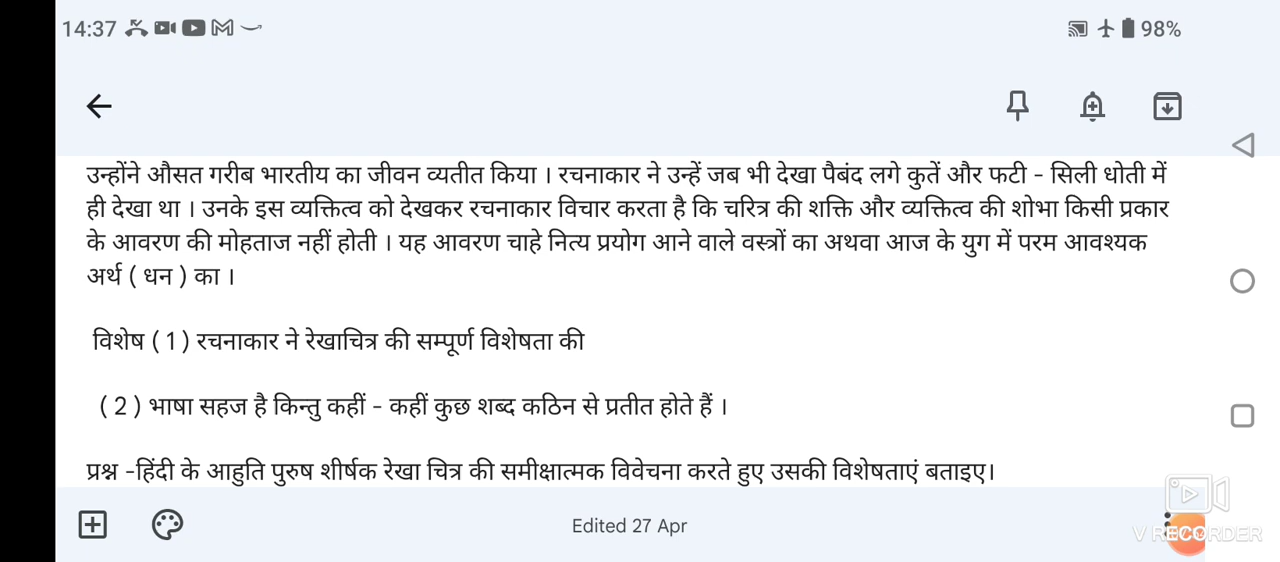 14:37
98%
उन्होंने औसत गरीब भारतीय का जीवन व्यतीत किया । रचनाकार ने उन्हें जब भी देखा पैबंद लगे कुतें और फटी - सिली धोती में
ही देखा था । उनके इस व्यक्तित्व को देखकर रचनाकार विचार करता है कि चरित्र की शक्ति और व्यक्तित्व की शोभा किसी प्रकार
के आवरण की मोहताज नहीं होती । यह आवरण चाहे नित्य प्रयोग आने वाले वस्त्रों का अथवा आज के युग में परम आवश्यक
अर्थ ( धन ) का ।
विशेष ( 1 ) रचनाकार ने रेखाचित्र की सम्पूर्ण विशेषता की
( 2 ) भाषा सहज है किन्तु कहीं - कहीं कुछ शब्द कठिन से प्रतीत होते हैं ।
प्रश्न -हिंदी के आहुति पुरुष शीर्षक रेखा चित्र की समीक्षात्मक विवेचना करते हुए उसकी विशेषताएं बताइए।
Edited 27 Apr
V RECORDER